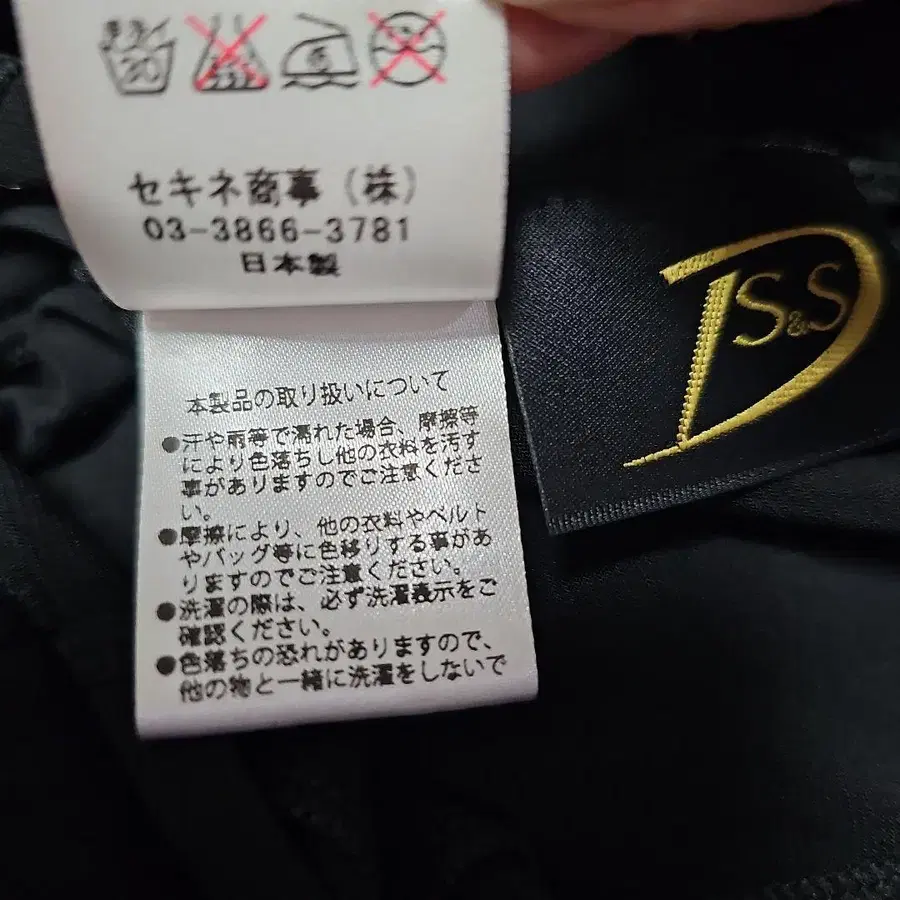 セキネ商事(株)
03-3866-3781
日本製
本製品の取り扱いについて
●汗や雨等で濡れた場合、摩擦等
により色落ちし他の衣料を汚す
事がありますのでご注意くださ
い。
●摩擦により、他の衣料やベルト
やバッグ等に色移りする事があ
りますのでご注意ください。
●洗濯の際は、必ず洗濯表示をご
確認ください。
●色落ちの恐れがありますので、
他の物と一緒に洗濯をしないで
D
S&S